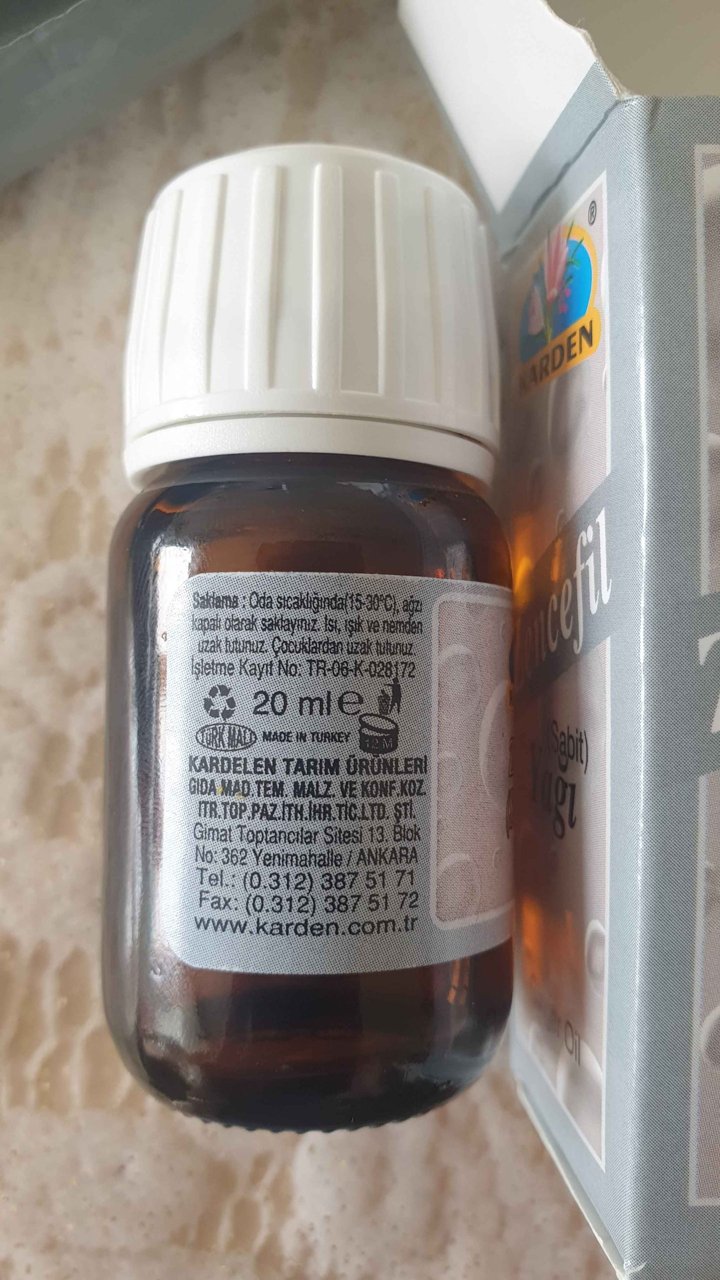 Saklama : Oda sıcaklığında(15-30°C), ağzı
kapalı olarak saklayınız. Isı, ışık ve nemden
uzak tutunuz. Çocuklardan uzak tutunuz.
İşletme Kayıt No: TR-06-K-028172
20 ml e
TÜRK MALI MADE IN TURKEY 12 M
KARDELEN TARIM ÜRÜNLERİ
GIDA MAD.TEM. MALZ. VE KONF.KOZ.
ITR.TOP.PAZ.İTH.İHR.TİC.LTD. ŞTİ.
Gimat Toptancılar Sitesi 13. Blok
No: 362 Yenimahalle / ANKARA
Tel.: (0.312) 387 51 71
Fax: (0.312) 387 51 72
www.karden.com.tr
®
KARDEN
Zencefil
(Sabit)
Yağı
Oil